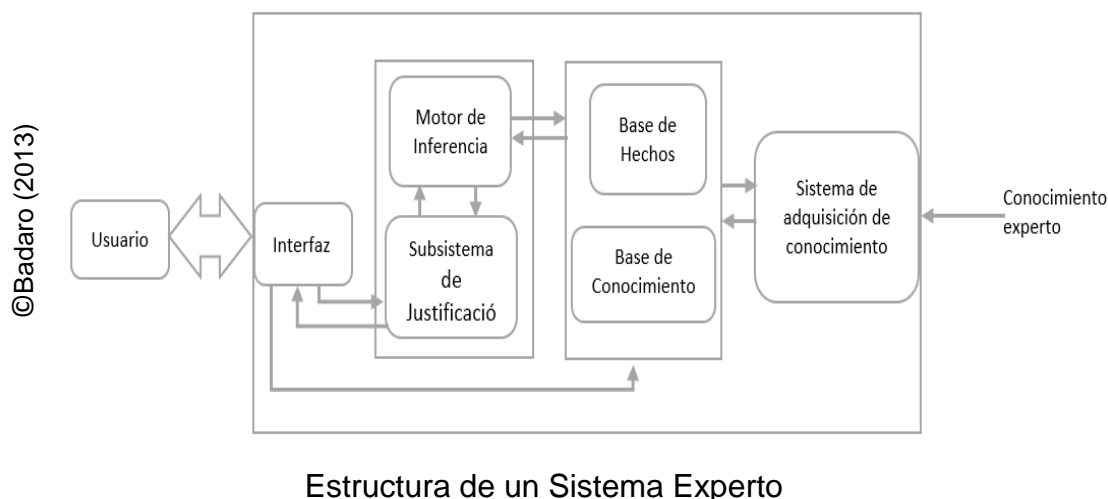 ©Badaro (2013)
Usuario
Interfaz
Motor de
Inferencia
Subsistema
de
Justificació
Base de
Hechos
Base de
Conocimiento
Sistema de
adquisición de
conocimiento
Conocimiento
experto
Estructura de un Sistema Experto